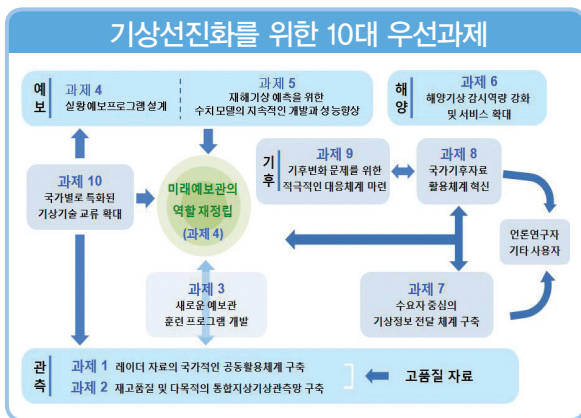 기상선진화를 위한 10대 우선과제
예보
과제 4
실황예보프로그램 설계
과제 5
재해기상 예측을 위한
수치모델의 지속적인 개발과 성능향상
해양
과제 6
해양기상 감시역량 강화
및 서비스 확대
과제 10
국가별로 특화된
기상기술 교류 확대
미래예보관의
역할 재정립
(과제 4)
기후
과제 9
기후변화 문제를 위한
적극적인 대응체계 마련
과제 8
국가기후자료
활용체계 혁신
언론연구자
기타 사용자
과제 3
새로운 예보관
훈련 프로그램 개발
과제 7
수요자 중심의
기상정보 전달 체계 구축
관측
과제 1 레이더 자료의 국가적인 공동활용체계 구축
과제 2 재고품질 및 다목적의 통합지상기상관측망 구축
고품질 자료